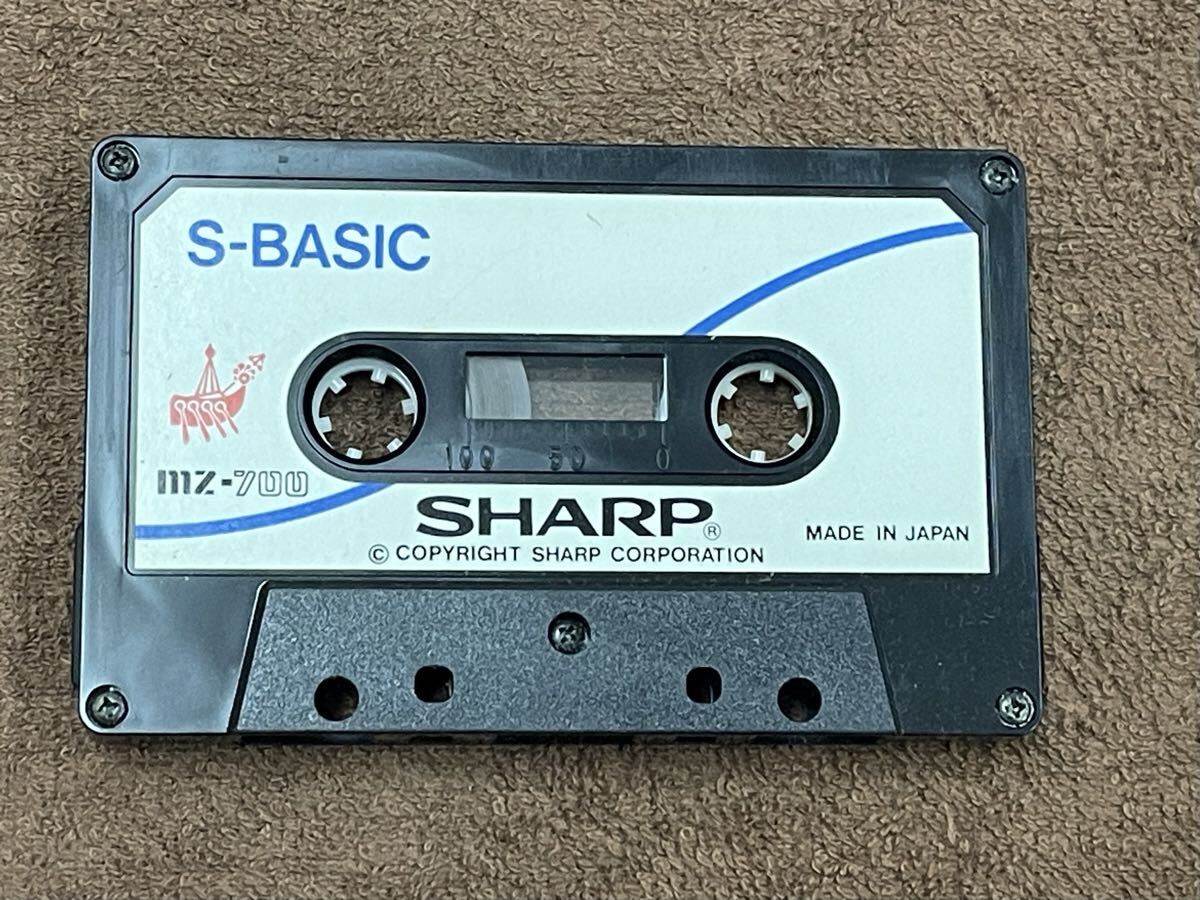 S-BASIC
mz-700
100 50 0
SHARP®
© COPYRIGHT SHARP CORPORATION
MADE IN JAPAN